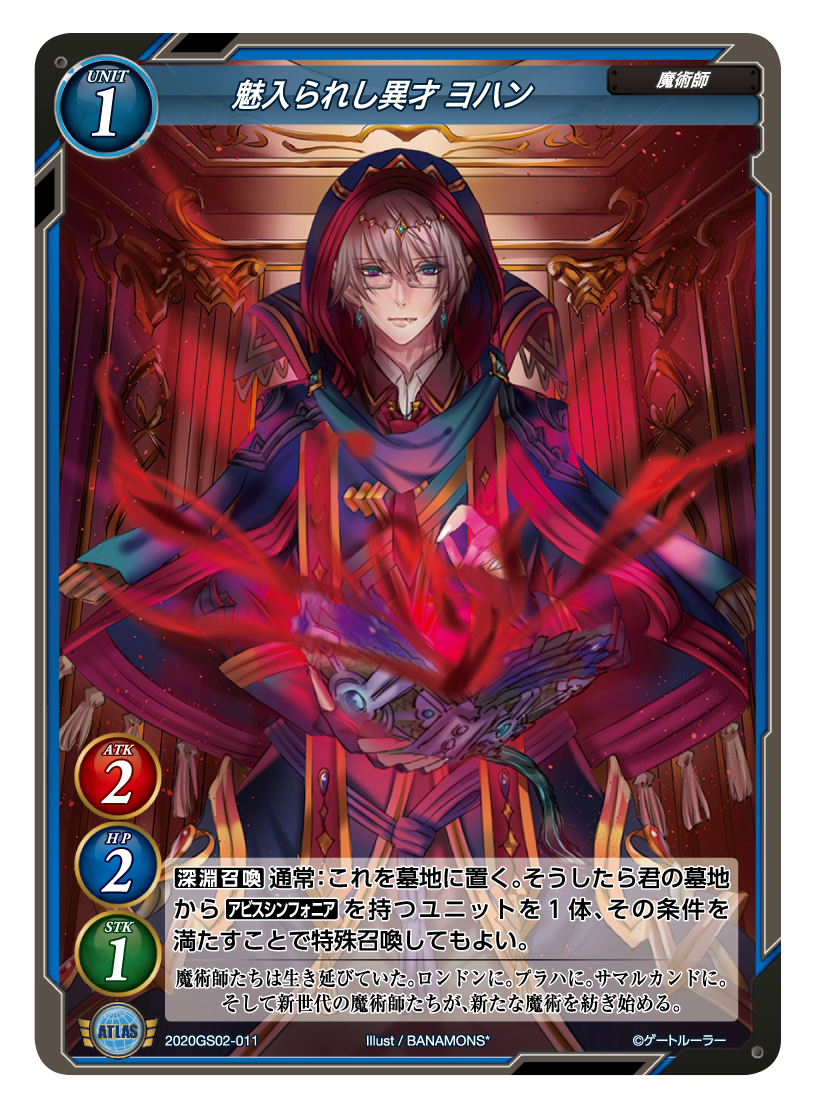 UNIT
1
魅入られし異才 ヨハン
魔術師
ATK
2
HP
2
STK
1
深淵召喚 通常：これを墓地に置く。そうしたら君の墓地
から アビスシンフォニア を持つユニットを1体、その条件を
満たすことで特殊召喚してもよい。
魔術師たちは生き延びていた。ロンドンに。プラハに。サマルカンドに。
そして新世代の魔術師たちが、新たな魔術を紡ぎ始める。
ATLAS
2020GS02-011
Illust / BANAMONS*
©ゲートルーラー